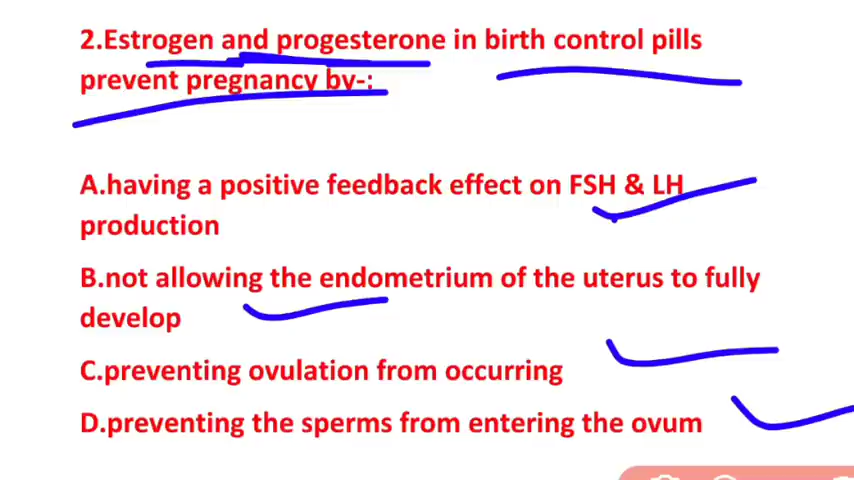 2.Estrogen and progesterone in birth control pills
prevent pregnancy by-:
A.having a positive feedback effect on FSH & LH
production
B.not allowing the endometrium of the uterus to fully
develop
C.preventing ovulation from occurring
D.preventing the sperms from entering the ovum